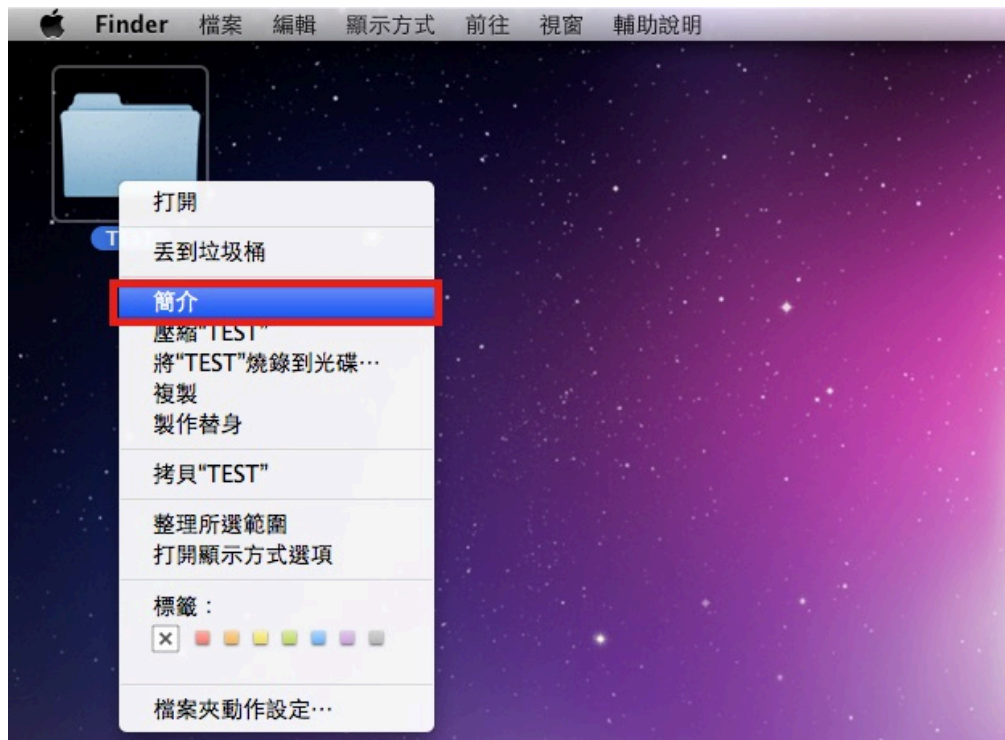 Finder 檔案 編輯 顯示方式 前往 視窗 輔助說明
打開
丟到垃圾桶
簡介
壓縮“TEST”
將“TEST”燒錄到光碟⋯
複製
製作替身
拷貝“TEST”
整理所選範圍
打開顯示方式選項
標籤：
檔案夾動作設定⋯